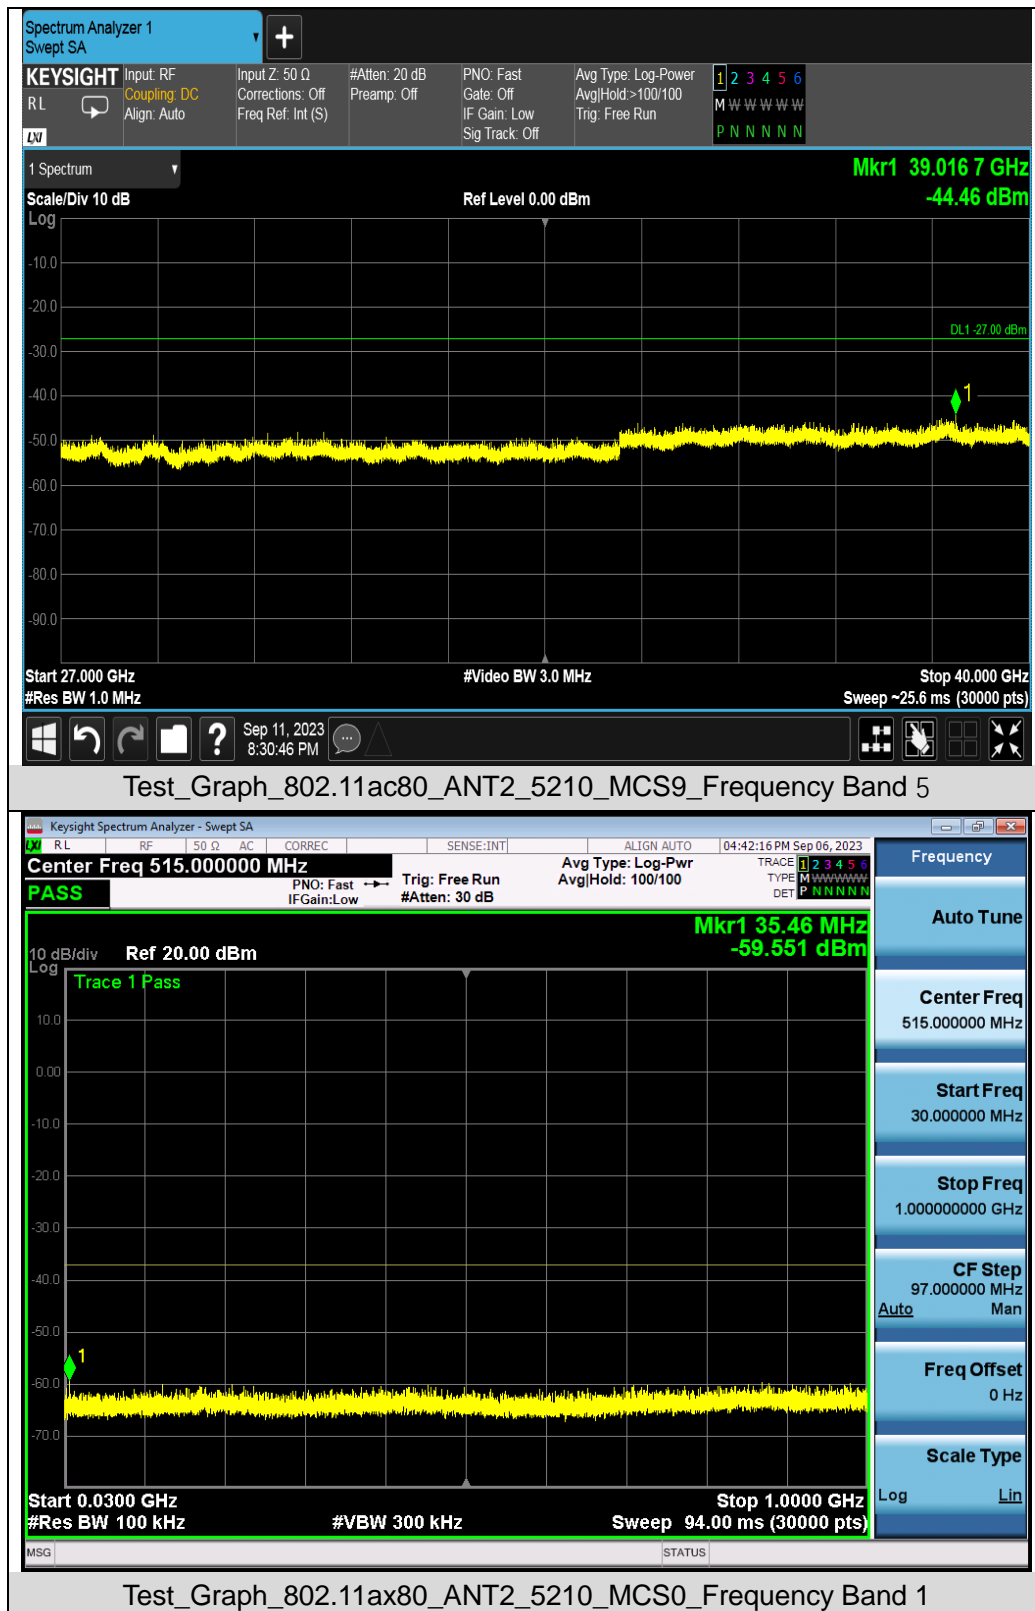 Spectrum Analyzer 1
Swept SA
KEYSIGHT Input: RF Input Z: 50 Ω #Atten: 20 dB PNO: Fast Avg Type: Log-Power 1 2 3 4 5 6
R L Coupling: DC Corrections: Off Preamp: Off Gate: Off Avg|Hold:>100/100 M W W W W W
Align: Auto Freq Ref: Int (S) IF Gain: Low Trig: Free Run
LXI Sig Track: Off P N N N N N
1 Spectrum Mkr1 39.016 7 GHz
Scale/Div 10 dB Ref Level 0.00 dBm -44.46 dBm
Log
-10.0
-20.0
DL1 -27.00 dBm
-30.0
-40.0
1
-50.0
-60.0
-70.0
-80.0
-90.0
Start 27.000 GHz #Video BW 3.0 MHz Stop 40.000 GHz
#Res BW 1.0 MHz Sweep ~25.6 ms (30000 pts)
? Sep 11, 2023
8:30:46 PM
Test_Graph_802.11ac80_ANT2_5210_MCS9_Frequency Band 5
Keysight Spectrum Analyzer - Swept SA
LXI R L RF 50 Ω AC CORREC SENSE:INT ALIGN AUTO 04:42:16 PM Sep 06, 2023
Center Freq 515.000000 MHz Avg Type: Log-Pwr TRACE 1 2 3 4 5 6
PASS PNO: Fast Trig: Free Run Avg|Hold: 100/100 TYPE M W W W W W
IFGain:Low #Atten: 30 dB DET P N N N N N
Mkr1 35.46 MHz
10 dB/div Ref 20.00 dBm -59.551 dBm
Log
Trace 1 Pass
10.0
0.00
-10.0
-20.0
-30.0
-40.0
-50.0
1
-60.0
-70.0
Start 0.0300 GHz Stop 1.0000 GHz
#Res BW 100 kHz #VBW 300 kHz Sweep 94.00 ms (30000 pts)
MSG STATUS
Frequency
Auto Tune
Center Freq
515.000000 MHz
Start Freq
30.000000 MHz
Stop Freq
1.000000000 GHz
CF Step
97.000000 MHz
Auto Man
Freq Offset
0 Hz
Scale Type
Log Lin
Test_Graph_802.11ax80_ANT2_5210_MCS0_Frequency Band 1